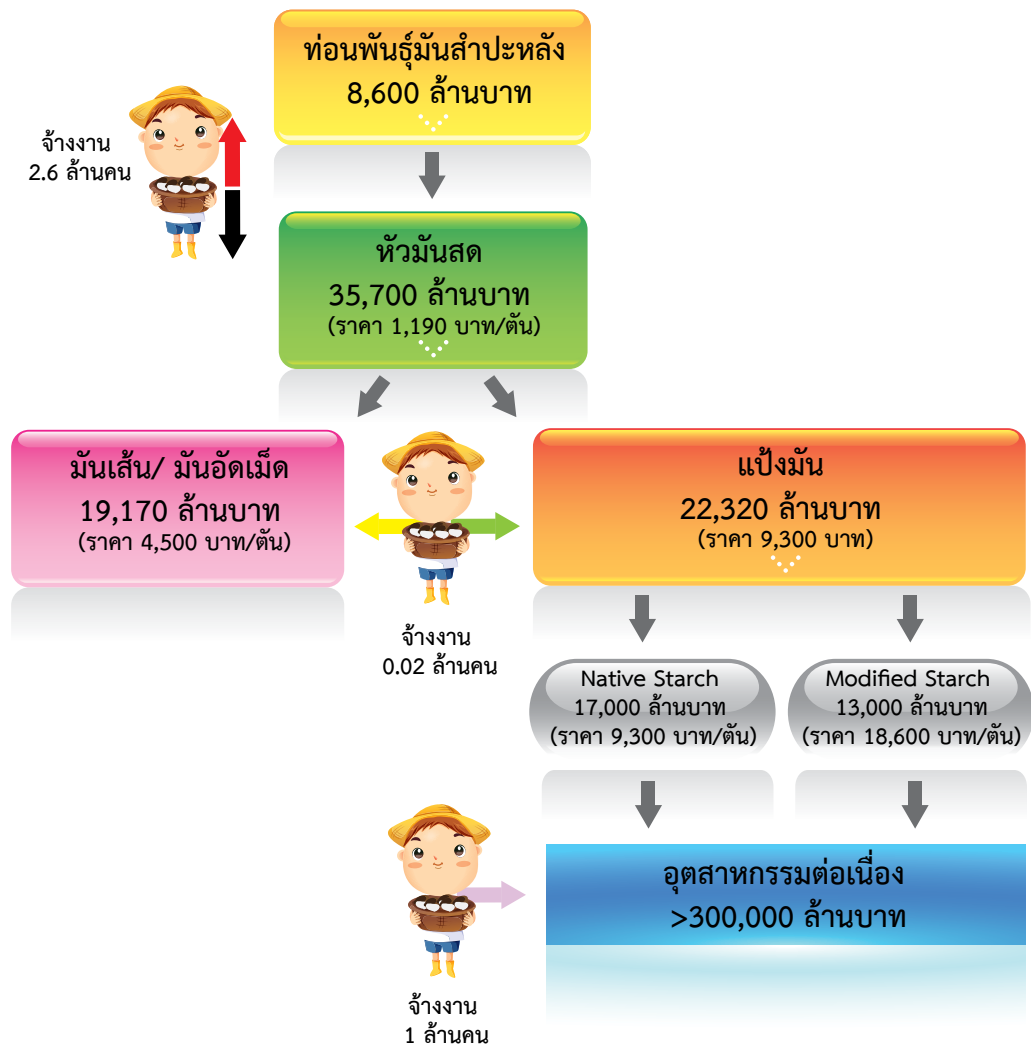 ท่อนพันธุ์มันสำปะหลัง
8,600 ล้านบาท
จ้างงาน
2.6 ล้านคน
หัวมันสด
35,700 ล้านบาท
(ราคา 1,190 บาท/ตัน)
มันเส้น/ มันอัดเม็ด
19,170 ล้านบาท
(ราคา 4,500 บาท/ตัน)
แป้งมัน
22,320 ล้านบาท
(ราคา 9,300 บาท)
จ้างงาน
0.02 ล้านคน
Native Starch
17,000 ล้านบาท
(ราคา 9,300 บาท/ตัน)
Modified Starch
13,000 ล้านบาท
(ราคา 18,600 บาท/ตัน)
อุตสาหกรรมต่อเนื่อง
>300,000 ล้านบาท
จ้างงาน
1 ล้านคน